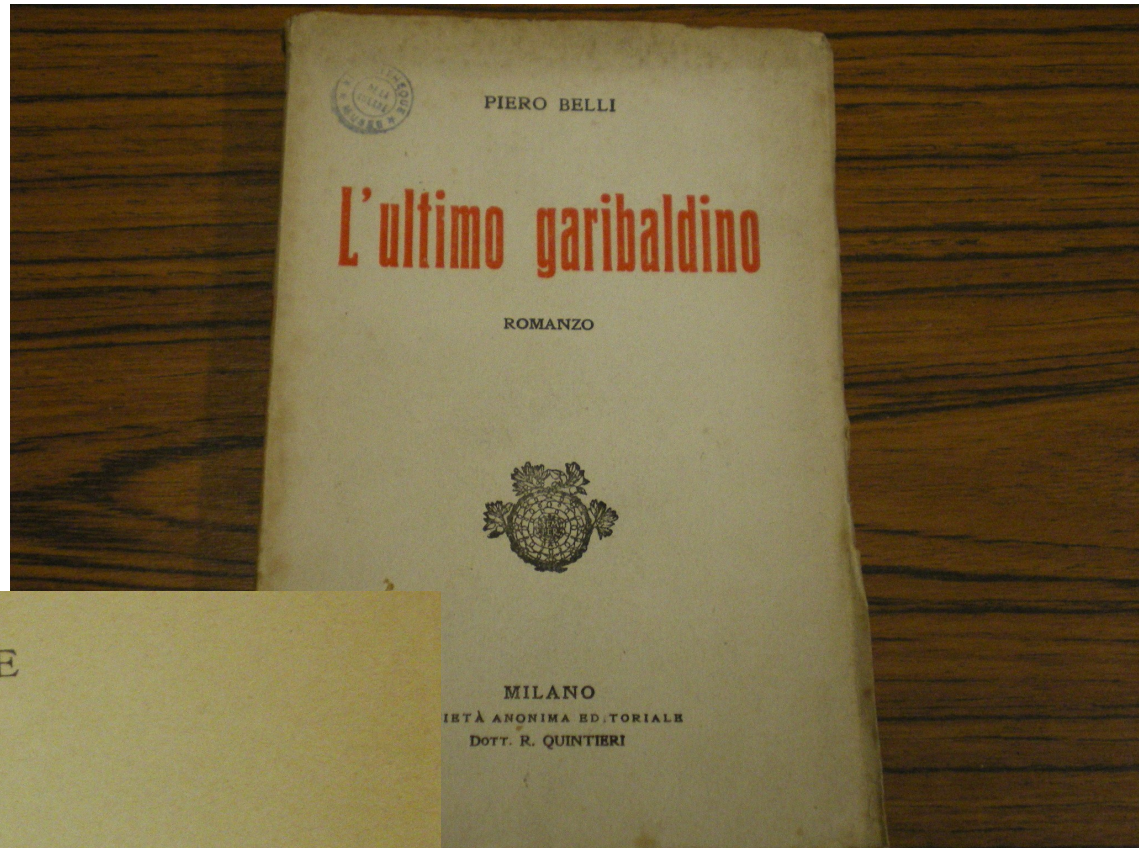 PIERO BELLI
L'ultimo garibaldino
ROMANZO
MILANO
IETÀ ANONIMA ED.TORIALE
DOTT. R. QUINTIERI
E